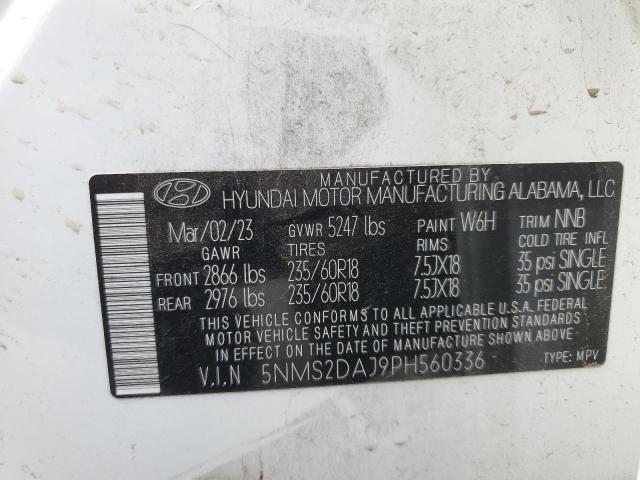 MANUFACTURED BY
HYUNDAI MOTOR MANUFACTURING ALABAMA, LLC
Mar/02/23 GVWR 5247 lbs PAINT W6H TRIM NNB
GAWR TIRES RIMS COLD TIRE INFL
FRONT 2866 lbs 235/60R18 7.5JX18 35 psi SINGLE
REAR 2976 lbs 235/60R18 7.5JX18 35 psi SINGLE
THIS VEHICLE CONFORMS TO ALL APPLICABLE U.S.A. FEDERAL
MOTOR VEHICLE SAFETY AND THEFT PREVENTION STANDARDS
IN EFFECT ON THE DATE OF MANUFACTURE SHOWN ABOVE.
V.I.N 5NMS2DAJ9PH560336 TYPE: MPV